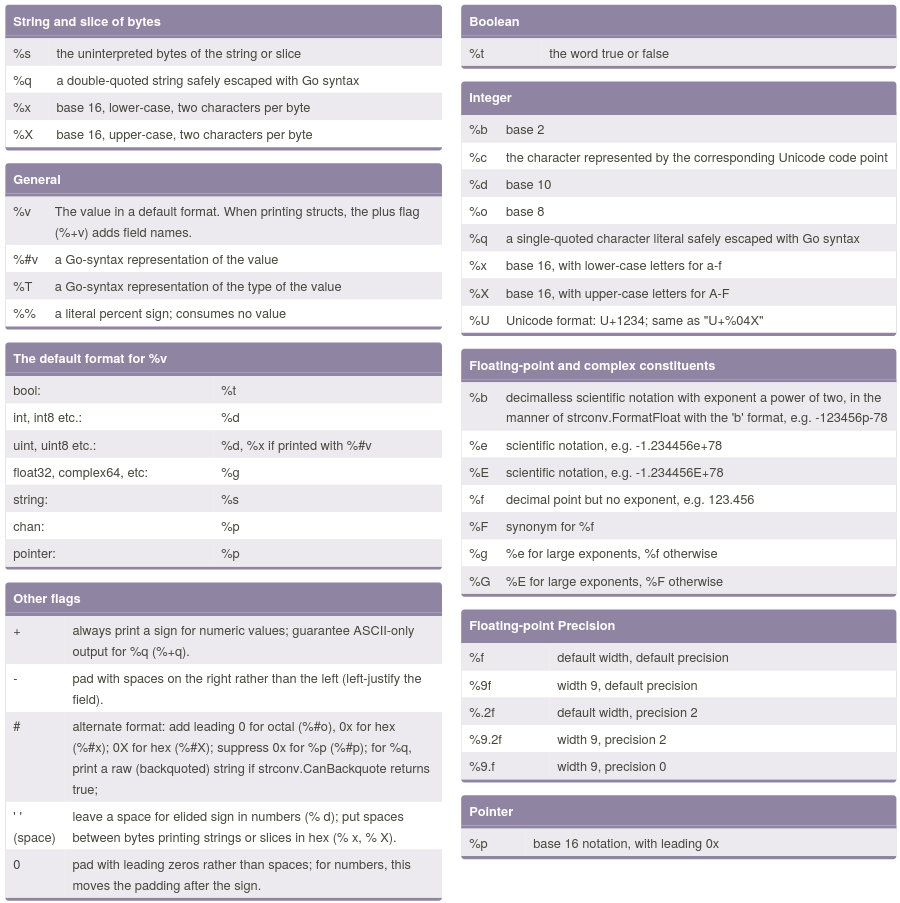 String and slice of bytes
%s the uninterpreted bytes of the string or slice
%q a double-quoted string safely escaped with Go syntax
%x base 16, lower-case, two characters per byte
%X base 16, upper-case, two characters per byte
General
%v The value in a default format. When printing structs, the plus flag
(%+v) adds field names.
%#v a Go-syntax representation of the value
%T a Go-syntax representation of the type of the value
%% a literal percent sign; consumes no value
The default format for %v
bool: %t
int, int8 etc.: %d
uint, uint8 etc.: %d, %x if printed with %#v
float32, complex64, etc: %g
string: %s
chan: %p
pointer: %p
Other flags
+ always print a sign for numeric values; guarantee ASCII-only
output for %q (%+q).
- pad with spaces on the right rather than the left (left-justify the
field).
# alternate format: add leading 0 for octal (%#o), 0x for hex
(%#x); 0X for hex (%#X); suppress 0x for %p (%#p); for %q,
print a raw (backquoted) string if strconv.CanBackquote returns
true;
' ' leave a space for elided sign in numbers (% d); put spaces
(space) between bytes printing strings or slices in hex (% x, % X).
0 pad with leading zeros rather than spaces; for numbers, this
moves the padding after the sign.
Boolean
%t the word true or false
Integer
%b base 2
%c the character represented by the corresponding Unicode code point
%d base 10
%o base 8
%q a single-quoted character literal safely escaped with Go syntax
%x base 16, with lower-case letters for a-f
%X base 16, with upper-case letters for A-F
%U Unicode format: U+1234; same as "U+%04X"
Floating-point and complex constituents
%b decimalless scientific notation with exponent a power of two, in the
manner of strconv.FormatFloat with the 'b' format, e.g. -123456p-78
%e scientific notation, e.g. -1.234456e+78
%E scientific notation, e.g. -1.234456E+78
%f decimal point but no exponent, e.g. 123.456
%F synonym for %f
%g %e for large exponents, %f otherwise
%G %E for large exponents, %F otherwise
Floating-point Precision
%f default width, default precision
%9f width 9, default precision
%.2f default width, precision 2
%9.2f width 9, precision 2
%9.f width 9, precision 0
Pointer
%p base 16 notation, with leading 0x